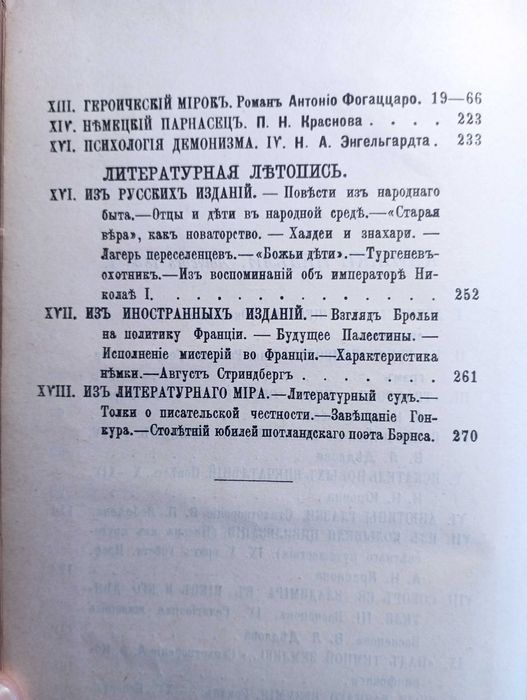 XIII. ГЕРОИЧЕСКІЙ МІРОКЪ. Романъ Антоніо Фогаццаро. 19—66
XIV. НѢМЕЦКІЙ ПАРНАСЕЦЪ. П. Н. Краснова . . . . 223
XVI. ПСИХОЛОГІЯ ДЕМОНИЗМА. IV. Н. А. Энгельгардта. 233
ЛИТЕРАТУРНАЯ ЛѢТОПИСЬ.
XVI. ИЗЪ РУССКИХЪ ИЗДАНІЙ. — Повѣсти изъ народнаго
быта.—Отцы и дѣти въ народной средѣ.—«Старая
вѣра», какъ новаторство. — Халдеи и знахари. —
Лагерь переселенцевъ.—«Божьи дѣти».—Тургеневъ-
охотникъ.—Изъ воспоминаній объ императорѣ Ни-
колаѣ I. . . . . . . . . . . . . . 252
XVII. ИЗЪ ИНОСТРАННЫХЪ ИЗДАНІЙ. — Взглядъ Брольи
на политику Франціи. — Будущее Палестины. —
Исполненіе мистерій во Франціи.—Характеристика
нѣмки.—Августъ Стриндбергъ . . . . . . . 261
XVIII. ИЗЪ ЛИТЕРАТУРНАГО МІРА.—Литературный судъ.—
Толки о писательской честности.—Завѣщаніе Гон-
кура.—Столѣтній юбилей шотландскаго поэта Бэрнса. 270